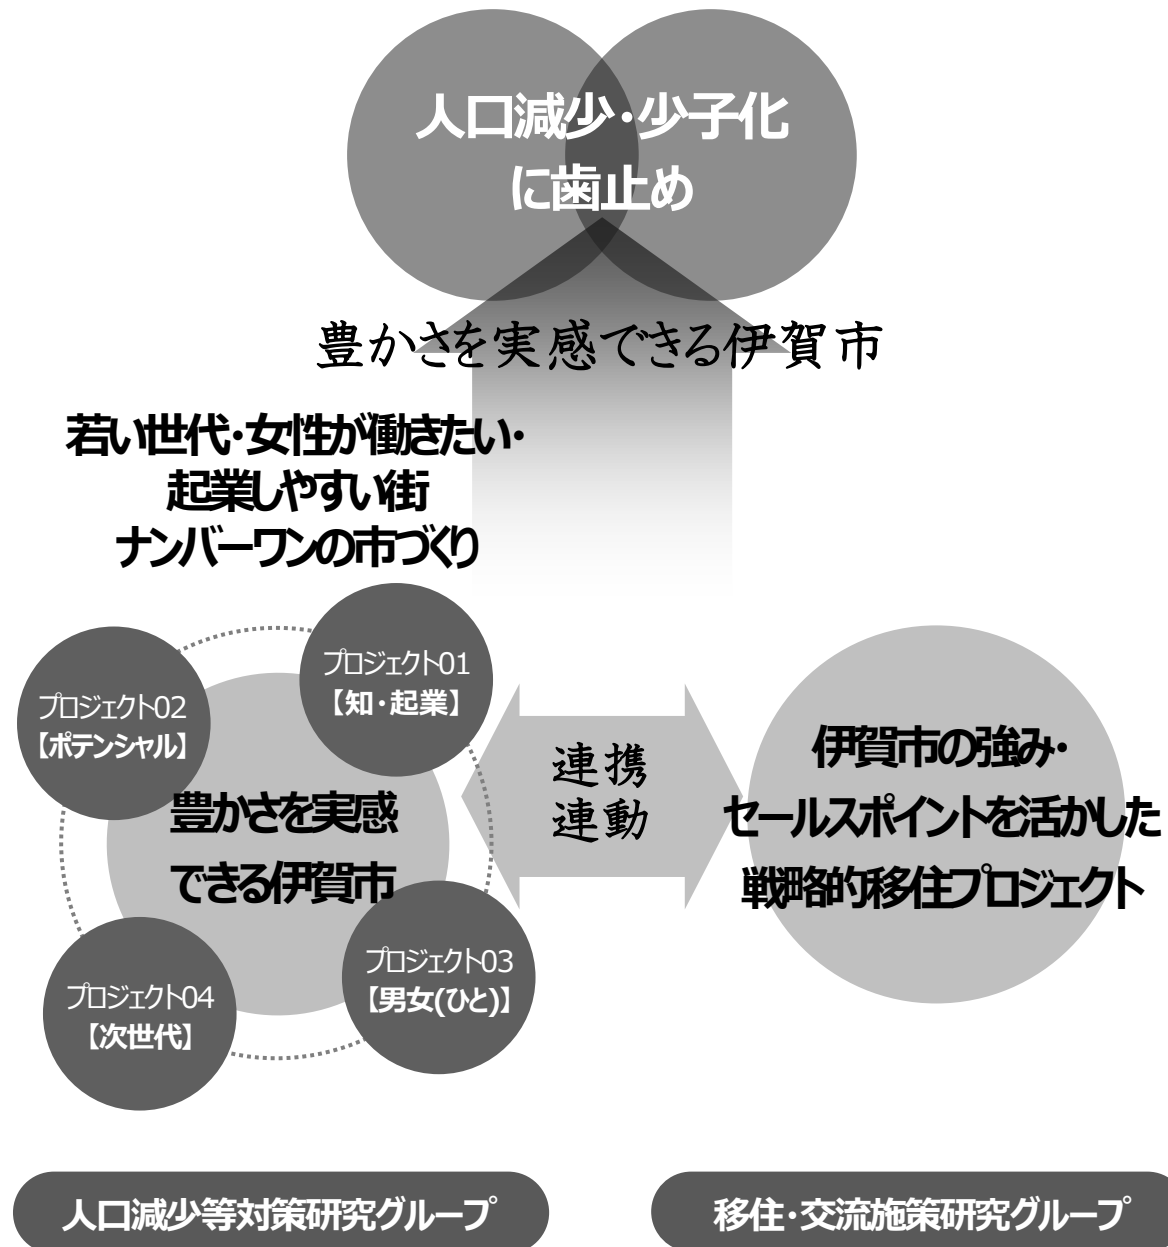 人口減少・少子化
に歯止め
豊かさを実感できる伊賀市
若い世代・女性が働きたい・
起業しやすい街
ナンバーワンの市づくり
プロジェクト01
【知・起業】
プロジェクト02
【ポテンシャル】
豊かさを実感
できる伊賀市
プロジェクト03
【男女(ひと)】
プロジェクト04
【次世代】
連携
連動
伊賀市の強み・
セールスポイントを活かした
戦略的移住プロジェクト
人口減少等対策研究グループ
移住・交流施策研究グループ